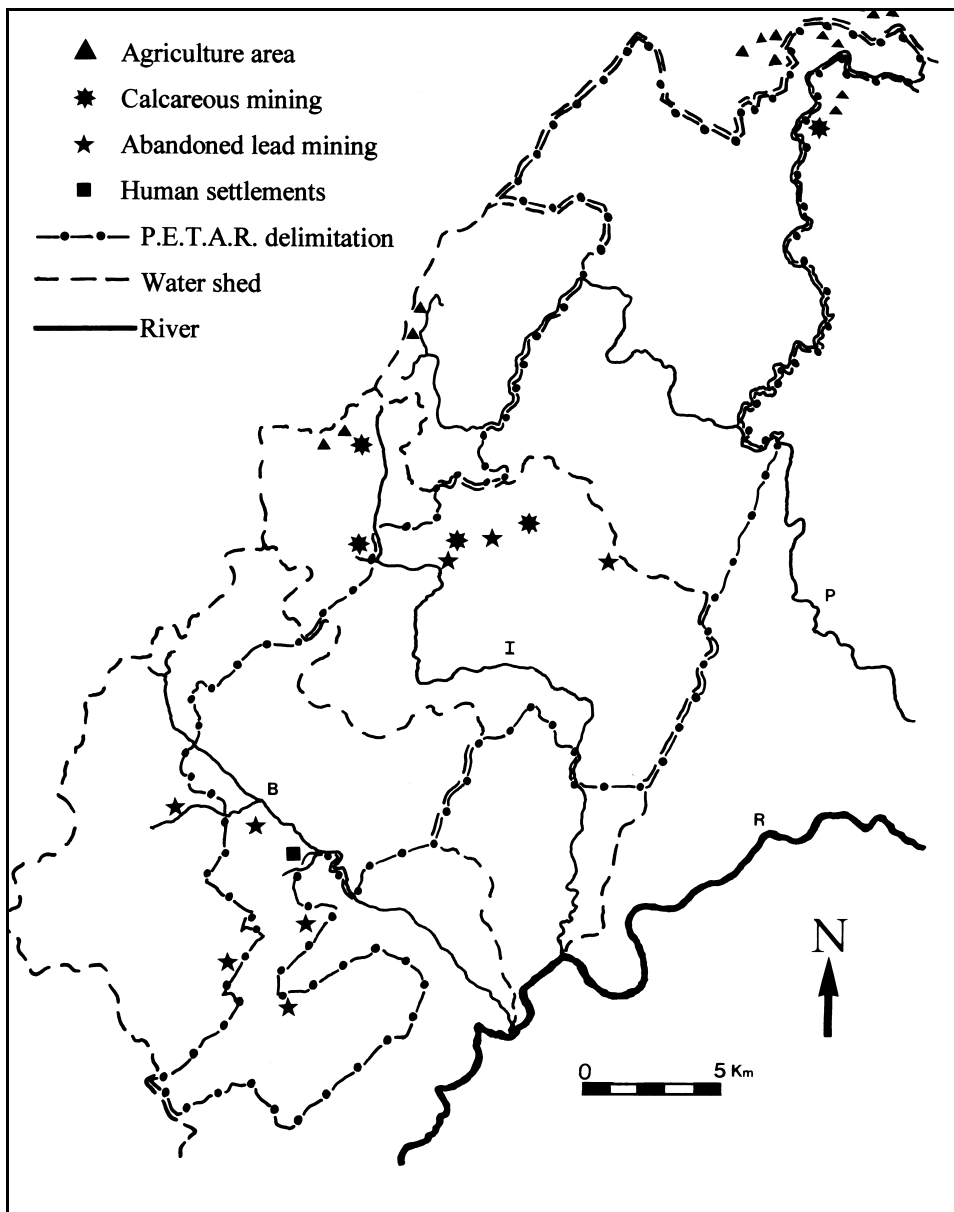 Agriculture area
Calcareous mining
Abandoned lead mining
Human settlements
P.E.T.A.R. delimitation
Water shed
River
P
I
B
R
N
0 5 Km